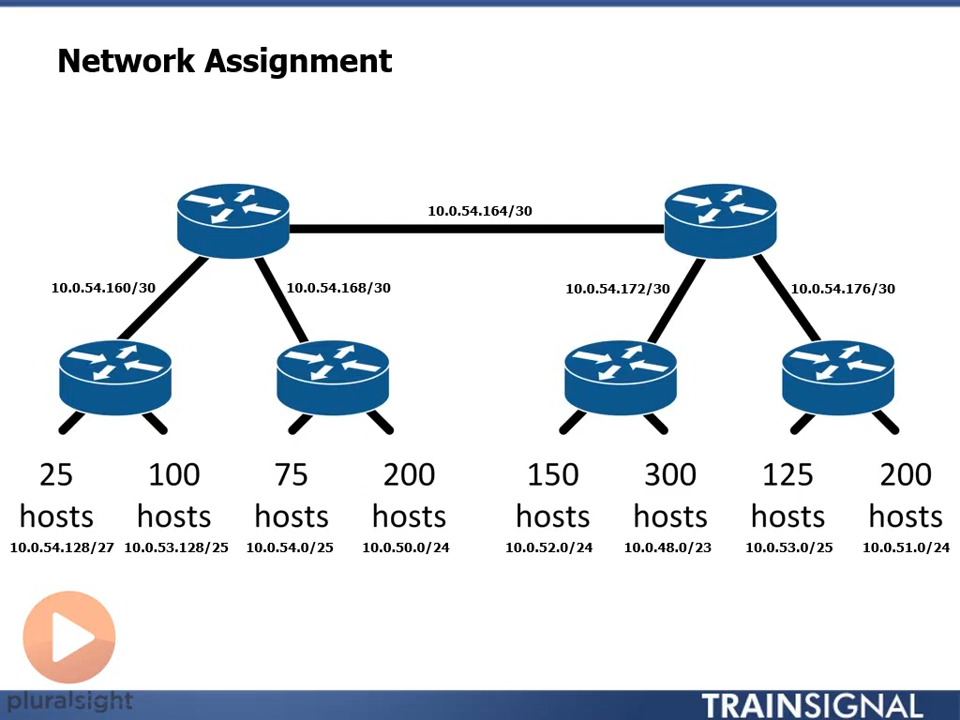 Network Assignment
10.0.54.164/30
10.0.54.160/30
10.0.54.168/30
10.0.54.172/30
10.0.54.176/30
25 100 75 200 150 300 125 200
hosts hosts hosts hosts hosts hosts hosts hosts
10.0.54.128/27 10.0.53.128/25 10.0.54.0/25 10.0.50.0/24 10.0.52.0/24 10.0.48.0/23 10.0.53.0/25 10.0.51.0/24
pluralsight
TRAINSIGNAL